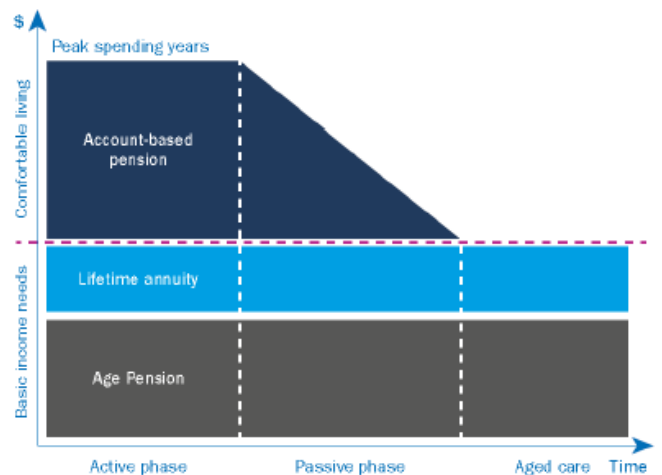 $
Peak spending years
Comfortable living
Account-based
pension
Lifetime annuity
Basic income needs
Age Pension
Active phase
Passive phase
Aged care
Time